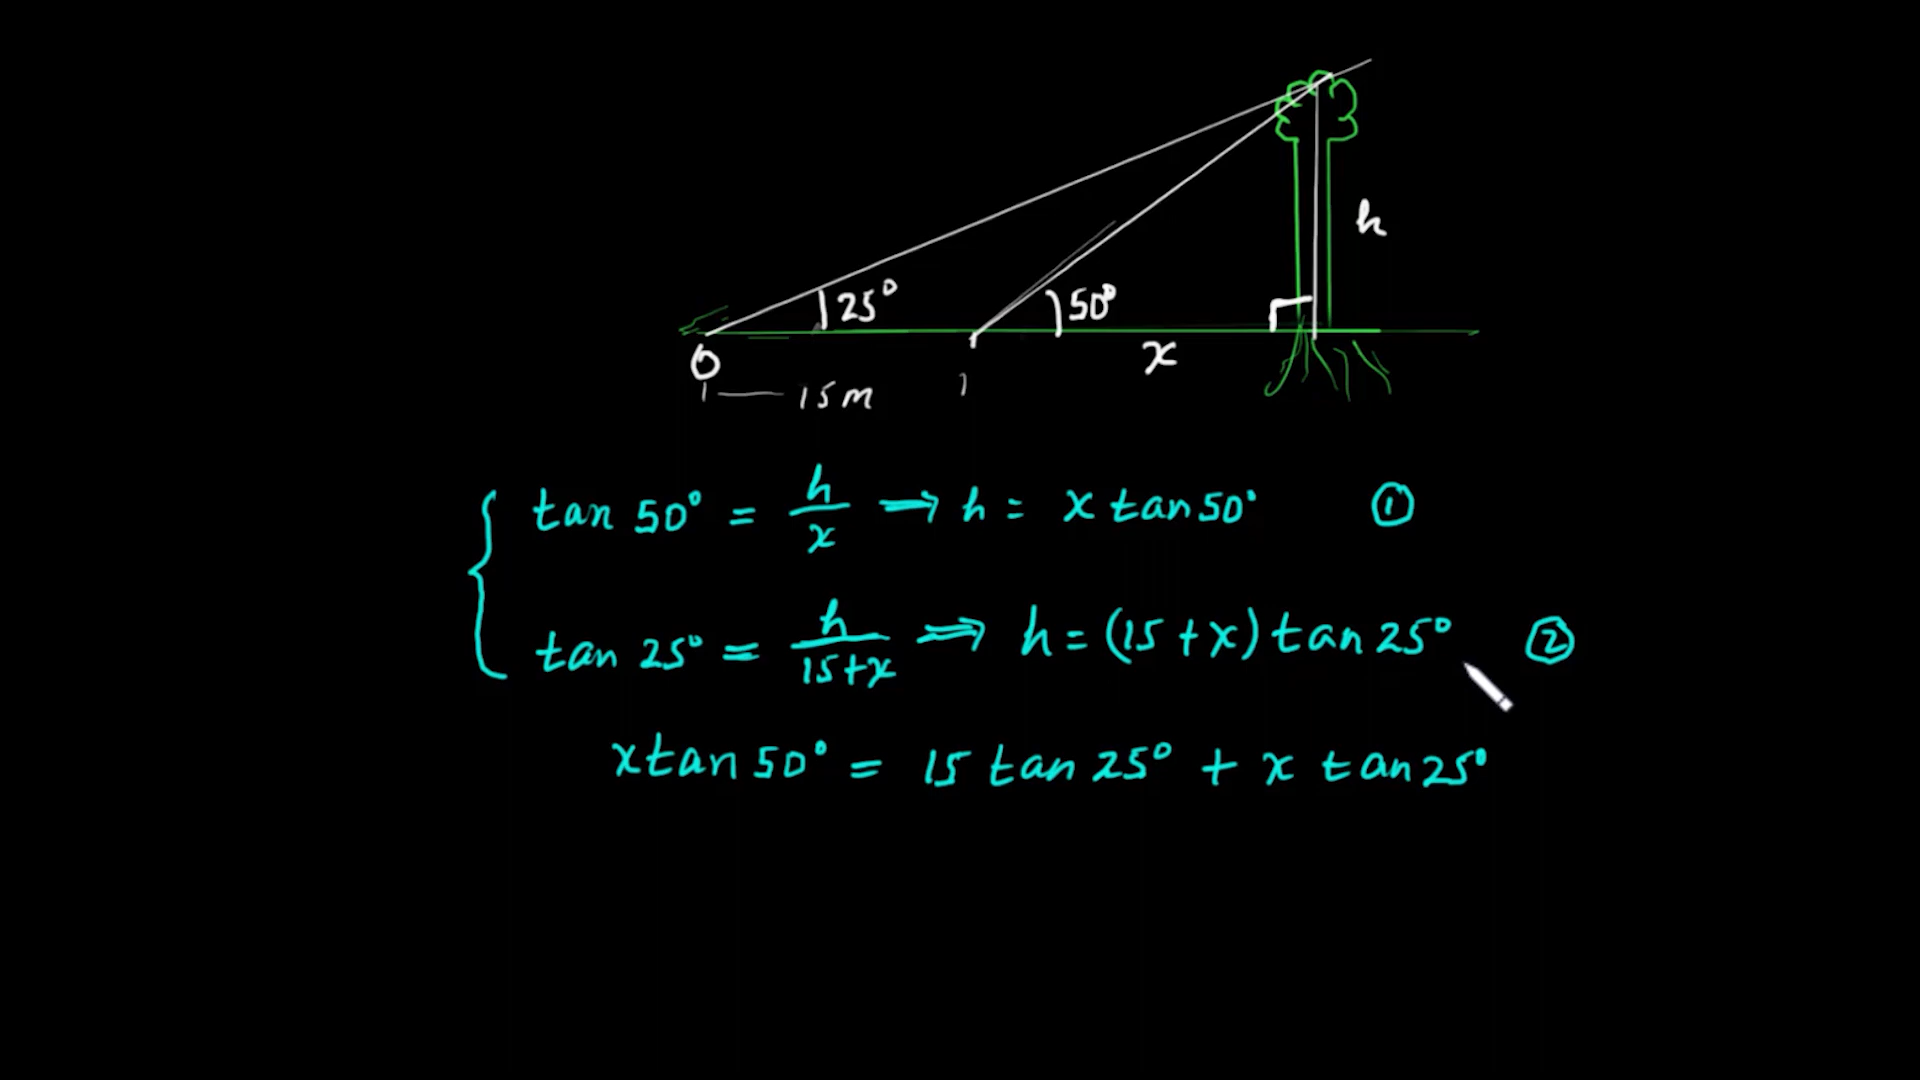 h
25° 50°
O x
15m
tan 50° = h/x → h = x tan 50° ①
tan 25° = h/15+x ⇒ h = (15 + x) tan 25° ②
x tan 50° = 15 tan 25° + x tan 25°